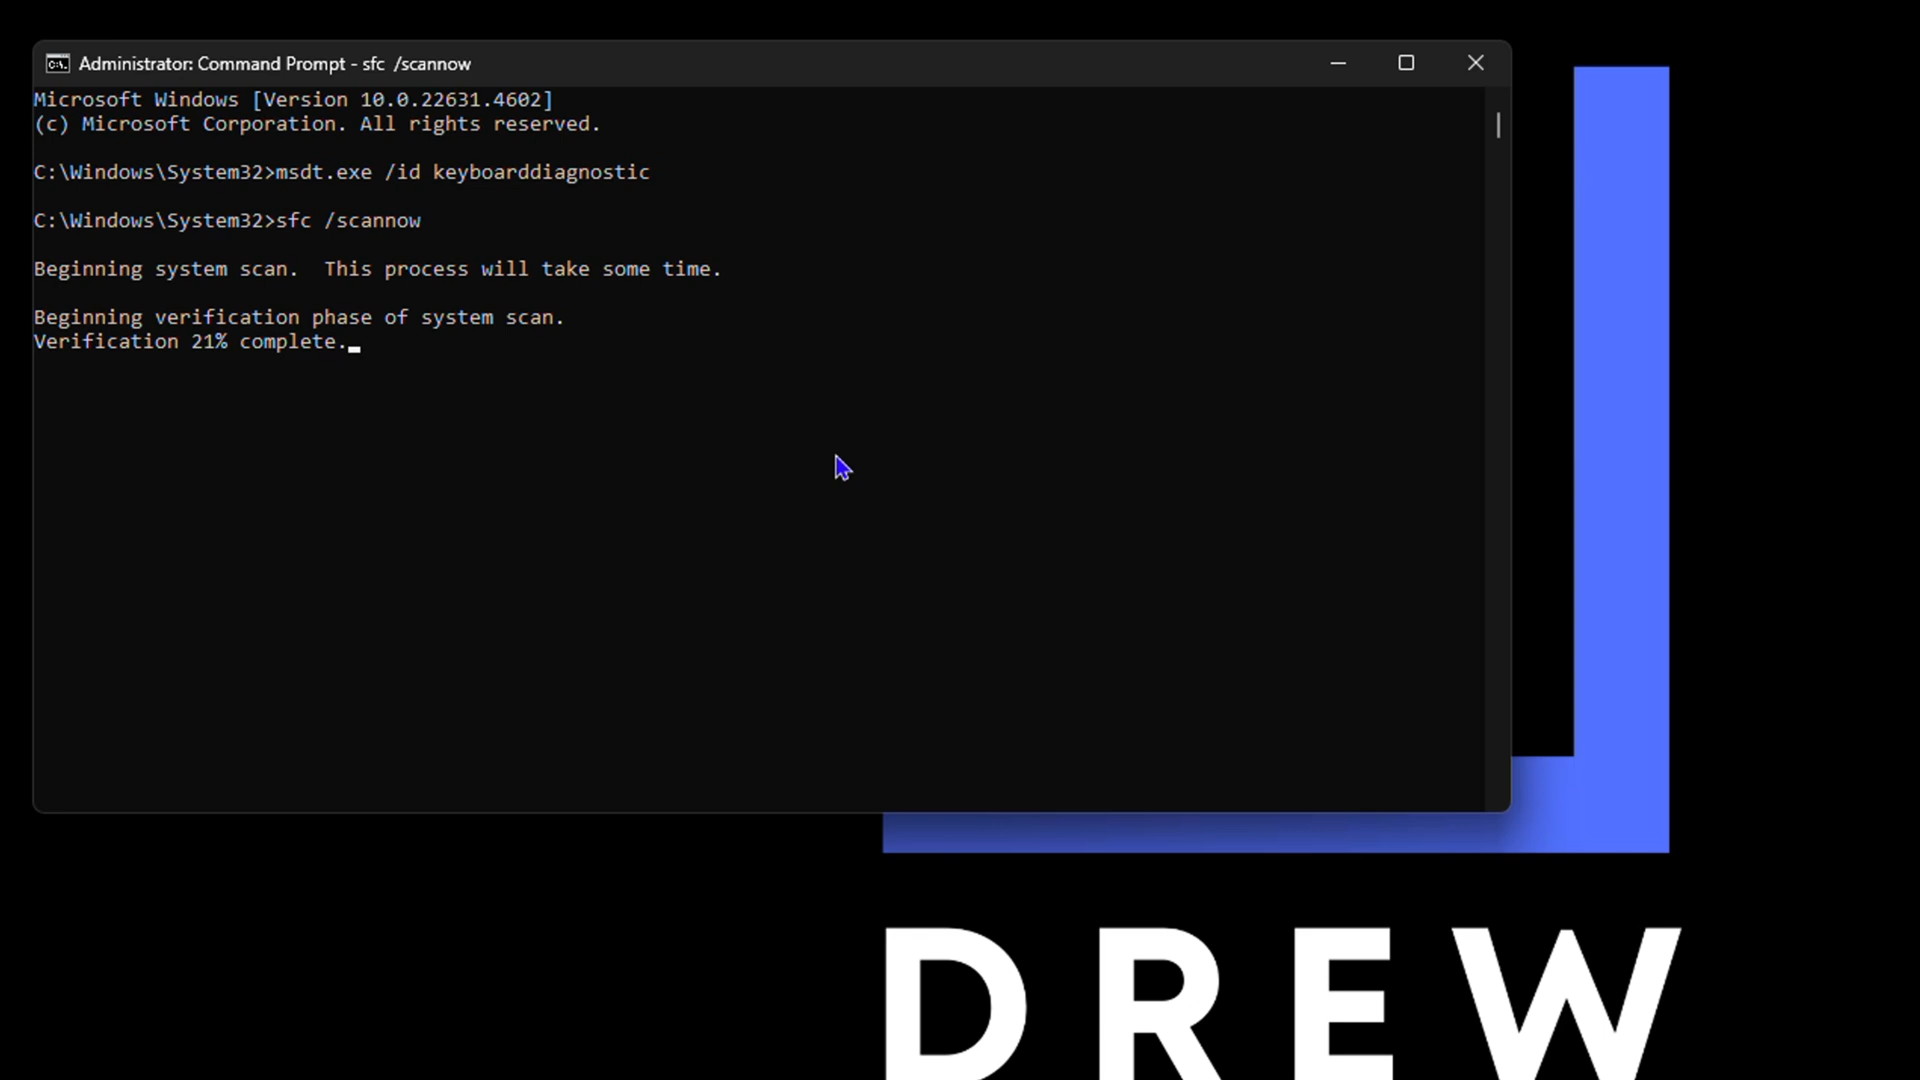 Administrator: Command Prompt - sfc  /scannow
Microsoft Windows [Version 10.0.22631.4602]
(c) Microsoft Corporation. All rights reserved.
C:\Windows\System32>msdt.exe /id keyboarddiagnostic
C:\Windows\System32>sfc /scannow
Beginning system scan.  This process will take some time.
Beginning verification phase of system scan.
Verification 21% complete.
DREW